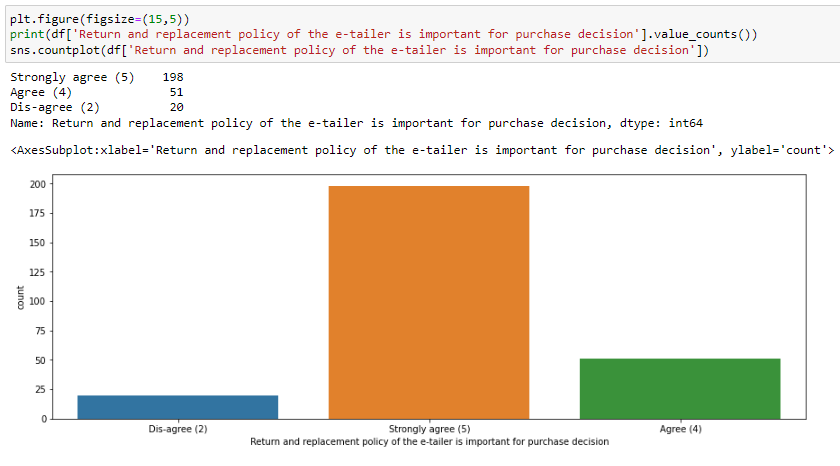 plt.figure(figsize=(15,5))
print(df['Return and replacement policy of the e-tailer is important for purchase decision'].value_counts())
sns.countplot(df['Return and replacement policy of the e-tailer is important for purchase decision'])
Strongly agree (5)    198
Agree (4)              51
Dis-agree (2)          20
Name: Return and replacement policy of the e-tailer is important for purchase decision, dtype: int64
<AxesSubplot:xlabel='Return and replacement policy of the e-tailer is important for purchase decision', ylabel='count'>
200
175
150
125
100
75
50
25
0
count
Dis-agree (2) Strongly agree (5) Agree (4)
Return and replacement policy of the e-tailer is important for purchase decision